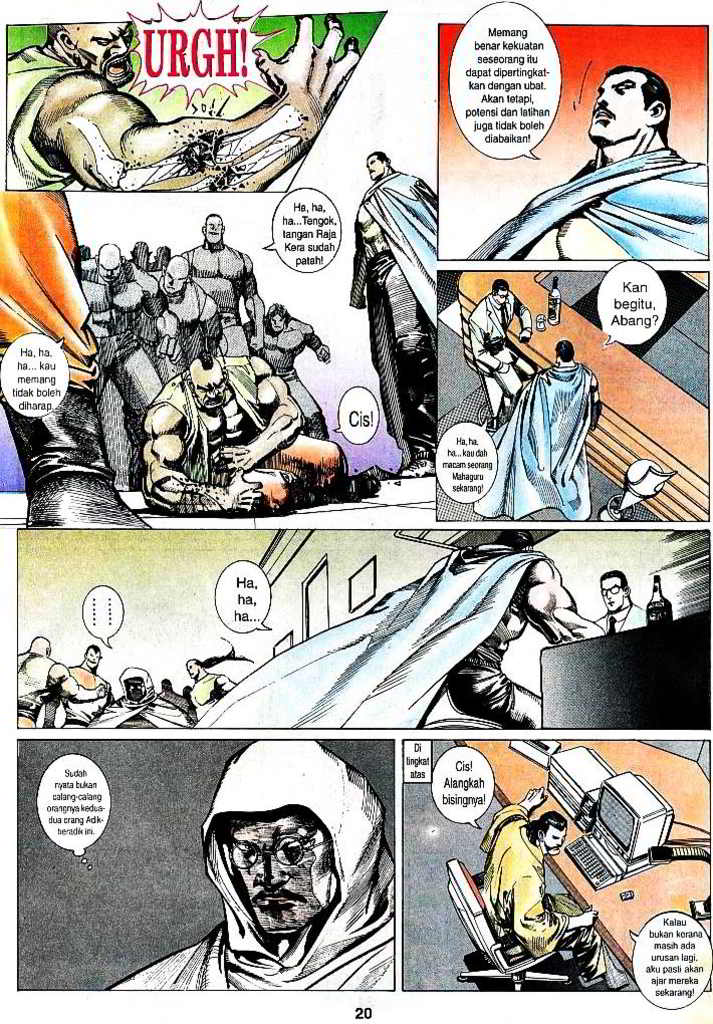 URGH!
Memang
benar kekuatan
seseorang itu
dapat dipertingkat-
kan dengan ubat.
Akan tetapi,
potensi dan latihan
juga tidak boleh
diabaikan!
Ha, ha,
ha...Tengok,
tangan Raja
Kera sudah
patah!
Ha, ha,
ha... kau
memang
tidak boleh
diharap.
Cis!
Kan
begitu,
Abang?
Ha, ha,
ha... kau dah
macam seorang
Mahaguru
sekarang!
Ha,
ha,
ha...
Sudah
nyata bukan
calang-calang
orangnya kedua-
dua orang Adik-
beradik ini.
Di
tingkat
atas
Cis!
Alangkah
bisingnya!
Kalau
bukan kerana
masih ada
urusan lagi,
aku pasti akan
ajar mereka
sekarang!
20